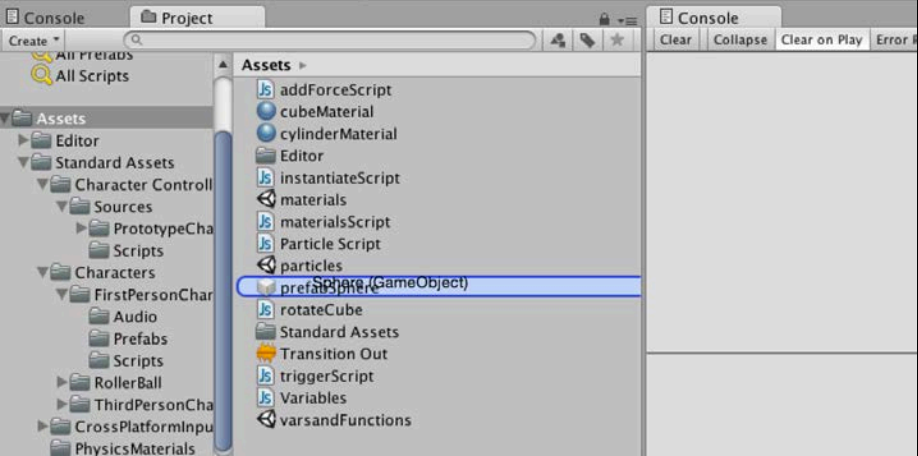 Console
Project
Console
Create
Clear
Collapse
Clear on Play
Error P
All Prefabs
All Scripts
Assets
Editor
Standard Assets
Character Controll
Sources
PrototypeCha
Scripts
Characters
FirstPersonChar
Audio
Prefabs
Scripts
RollerBall
ThirdPersonCha
CrossPlatformInpu
PhysicsMaterials
Assets
addForceScript
cubeMaterial
cylinderMaterial
Editor
instantiateScript
materials
materialsScript
Particle Script
particles
Sphere (GameObject)
prefabSphere
rotateCube
Standard Assets
Transition Out
triggerScript
Variables
varsandFunctions